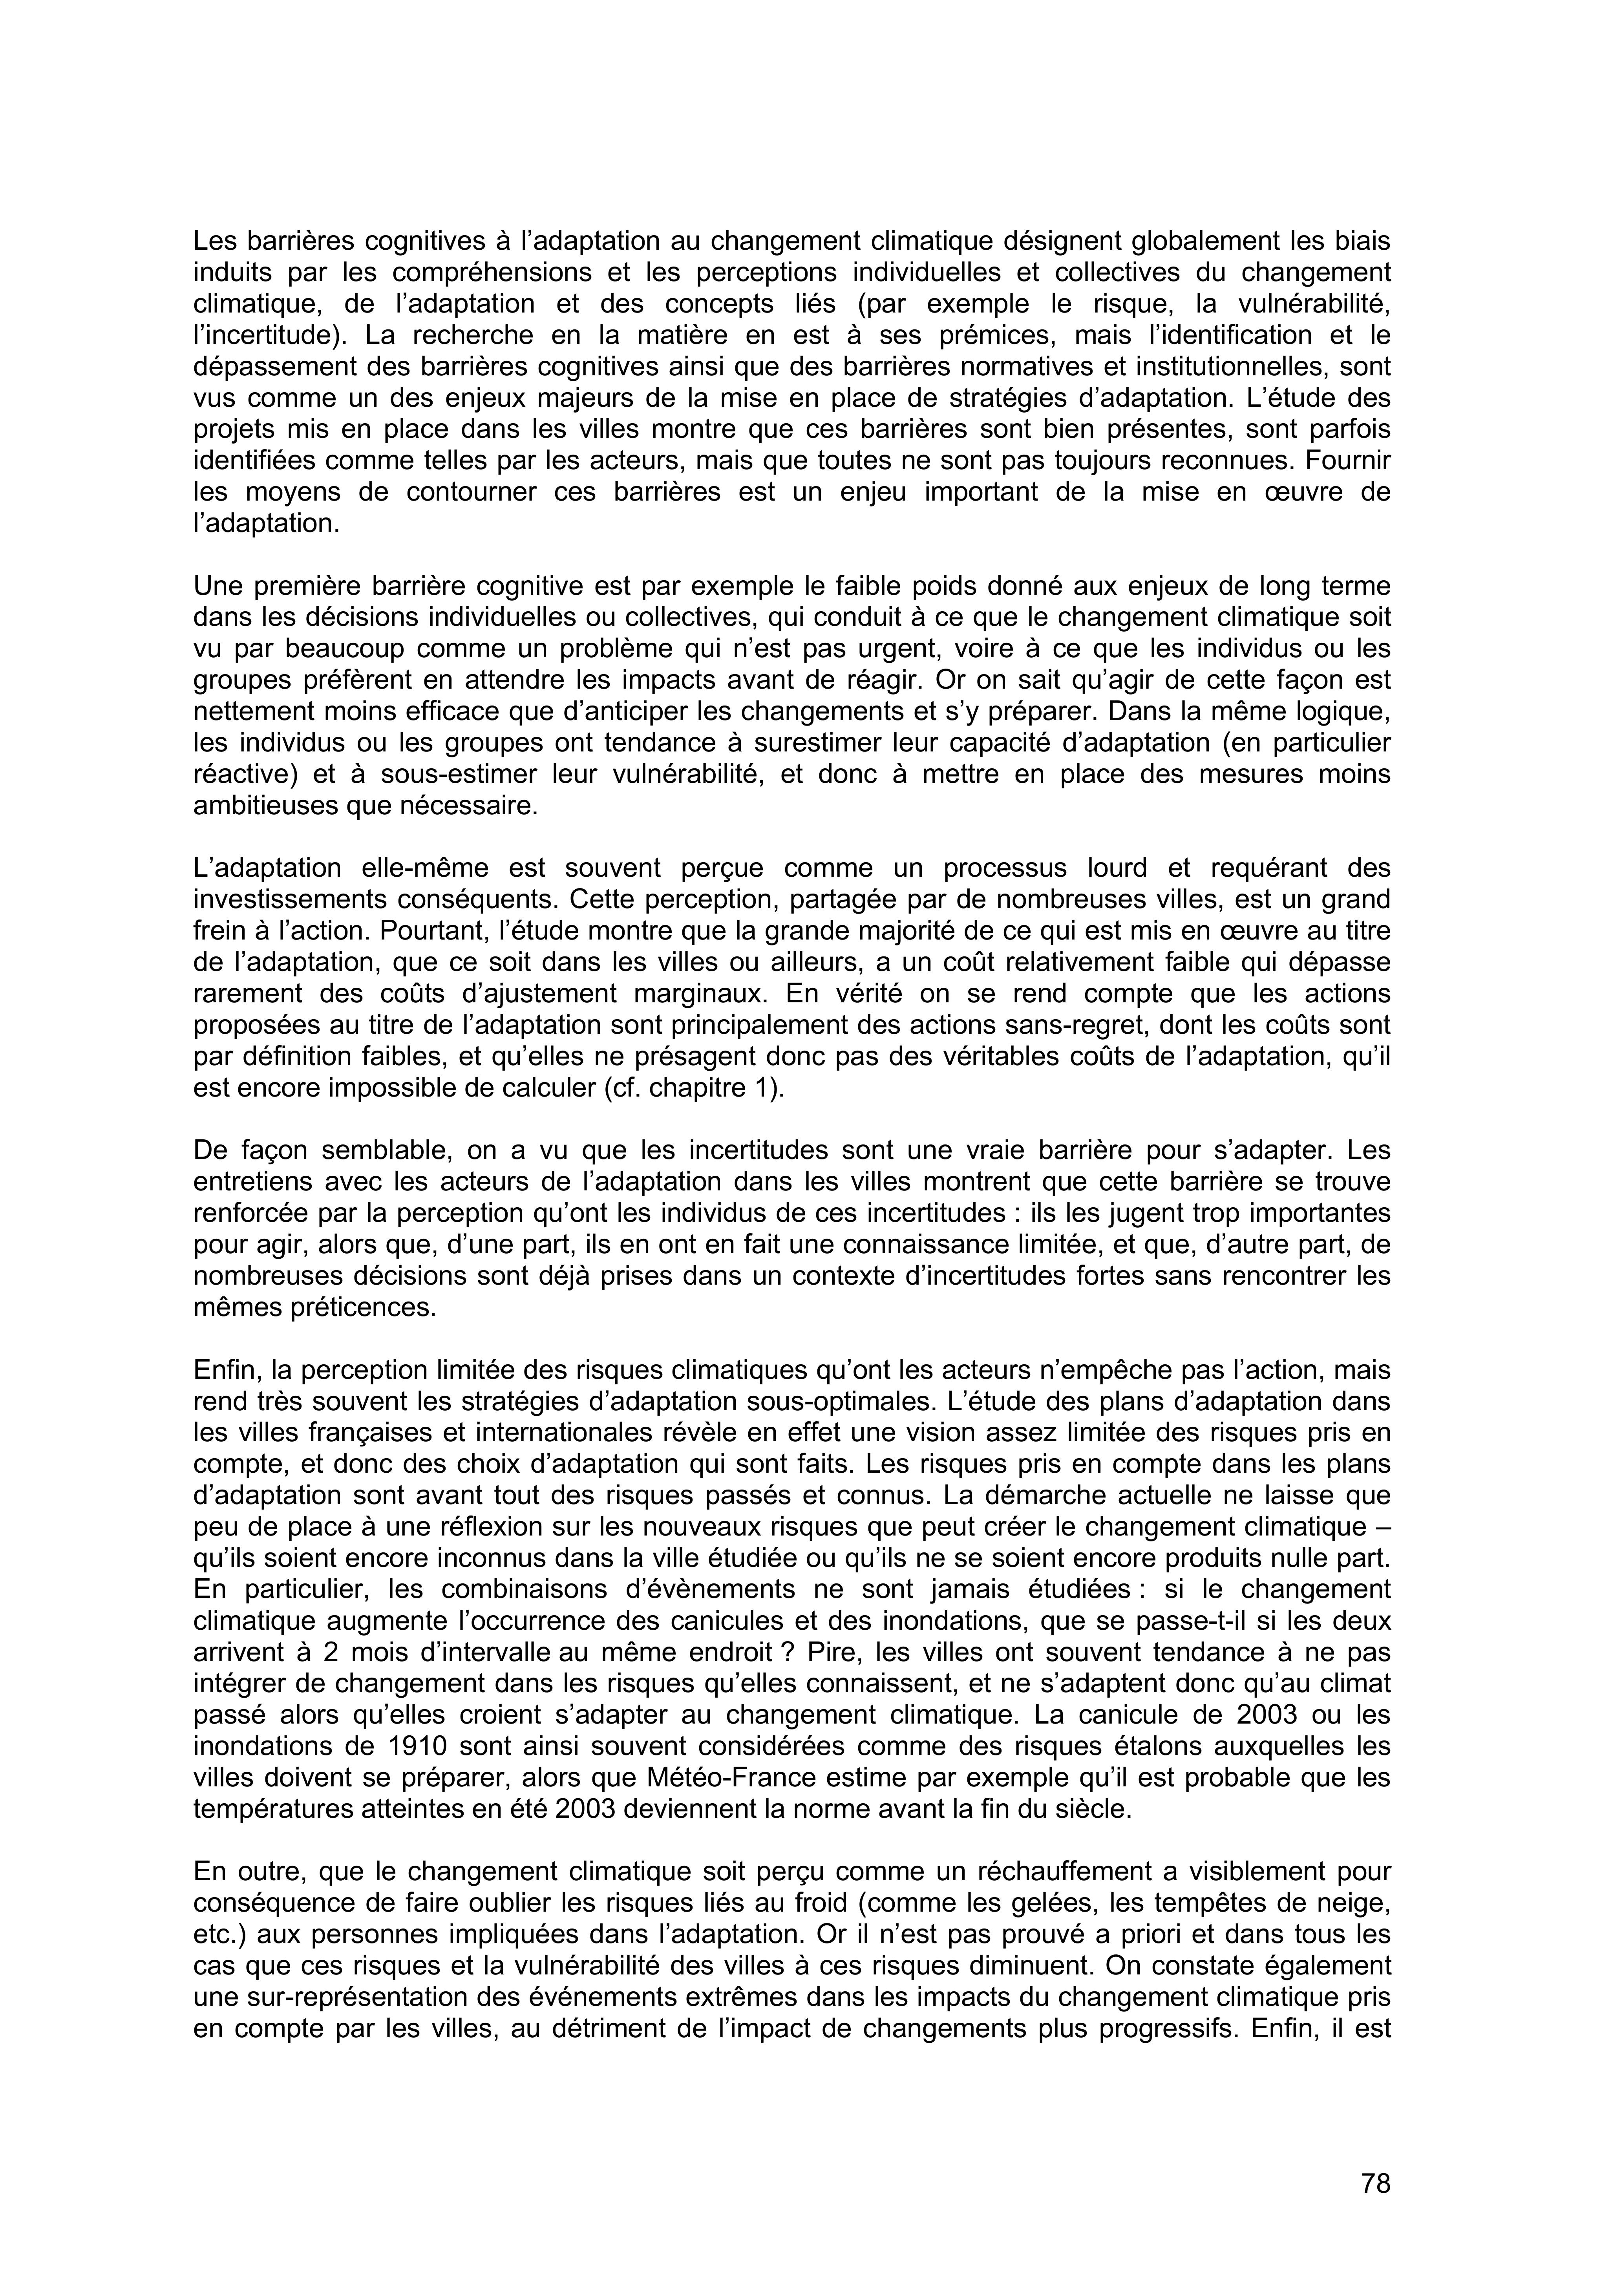 Les barrières cognitives à l’adaptation au changement climatique désignent globalement les biais
induits par les compréhensions et les perceptions individuelles et collectives du changement
climatique, de l’adaptation et des concepts liés (par exemple le risque, la vulnérabilité,
l’incertitude). La recherche en la matière en est à ses prémices, mais l’identification et le
dépassement des barrières cognitives ainsi que des barrières normatives et institutionnelles, sont
vus comme un des enjeux majeurs de la mise en place de stratégies d’adaptation. L’étude des
projets mis en place dans les villes montre que ces barrières sont bien présentes, sont parfois
identifiées comme telles par les acteurs, mais que toutes ne sont pas toujours reconnues. Fournir
les moyens de contourner ces barrières est un enjeu important de la mise en œuvre de
l’adaptation.
Une première barrière cognitive est par exemple le faible poids donné aux enjeux de long terme
dans les décisions individuelles ou collectives, qui conduit à ce que le changement climatique soit
vu par beaucoup comme un problème qui n’est pas urgent, voire à ce que les individus ou les
groupes préfèrent en attendre les impacts avant de réagir. Or on sait qu’agir de cette façon est
nettement moins efficace que d’anticiper les changements et s’y préparer. Dans la même logique,
les individus ou les groupes ont tendance à surestimer leur capacité d’adaptation (en particulier
réactive) et à sous-estimer leur vulnérabilité, et donc à mettre en place des mesures moins
ambitieuses que nécessaire.
L’adaptation elle-même est souvent perçue comme un processus lourd et requérant des
investissements conséquents. Cette perception, partagée par de nombreuses villes, est un grand
frein à l’action. Pourtant, l’étude montre que la grande majorité de ce qui est mis en œuvre au titre
de l’adaptation, que ce soit dans les villes ou ailleurs, a un coût relativement faible qui dépasse
rarement des coûts d’ajustement marginaux. En vérité on se rend compte que les actions
proposées au titre de l’adaptation sont principalement des actions sans-regret, dont les coûts sont
par définition faibles, et qu’elles ne présagent donc pas des véritables coûts de l’adaptation, qu’il
est encore impossible de calculer (cf. chapitre 1).
De façon semblable, on a vu que les incertitudes sont une vraie barrière pour s’adapter. Les
entretiens avec les acteurs de l’adaptation dans les villes montrent que cette barrière se trouve
renforcée par la perception qu’ont les individus de ces incertitudes : ils les jugent trop importantes
pour agir, alors que, d’une part, ils en ont en fait une connaissance limitée, et que, d’autre part, de
nombreuses décisions sont déjà prises dans un contexte d’incertitudes fortes sans rencontrer les
mêmes préticences.
Enfin, la perception limitée des risques climatiques qu’ont les acteurs n’empêche pas l’action, mais
rend très souvent les stratégies d’adaptation sous-optimales. L’étude des plans d’adaptation dans
les villes françaises et internationales révèle en effet une vision assez limitée des risques pris en
compte, et donc des choix d’adaptation qui sont faits. Les risques pris en compte dans les plans
d’adaptation sont avant tout des risques passés et connus. La démarche actuelle ne laisse que
peu de place à une réflexion sur les nouveaux risques que peut créer le changement climatique –
qu’ils soient encore inconnus dans la ville étudiée ou qu’ils ne se soient encore produits nulle part.
En particulier, les combinaisons d’évènements ne sont jamais étudiées : si le changement
climatique augmente l’occurrence des canicules et des inondations, que se passe-t-il si les deux
arrivent à 2 mois d’intervalle au même endroit ? Pire, les villes ont souvent tendance à ne pas
intégrer de changement dans les risques qu’elles connaissent, et ne s’adaptent donc qu’au climat
passé alors qu’elles croient s’adapter au changement climatique. La canicule de 2003 ou les
inondations de 1910 sont ainsi souvent considérées comme des risques étalons auxquelles les
villes doivent se préparer, alors que Météo-France estime par exemple qu’il est probable que les
températures atteintes en été 2003 deviennent la norme avant la fin du siècle.
En outre, que le changement climatique soit perçu comme un réchauffement a visiblement pour
conséquence de faire oublier les risques liés au froid (comme les gelées, les tempêtes de neige,
etc.) aux personnes impliquées dans l’adaptation. Or il n’est pas prouvé a priori et dans tous les
cas que ces risques et la vulnérabilité des villes à ces risques diminuent. On constate également
une sur-représentation des événements extrêmes dans les impacts du changement climatique pris
en compte par les villes, au détriment de l’impact de changements plus progressifs. Enfin, il est
78